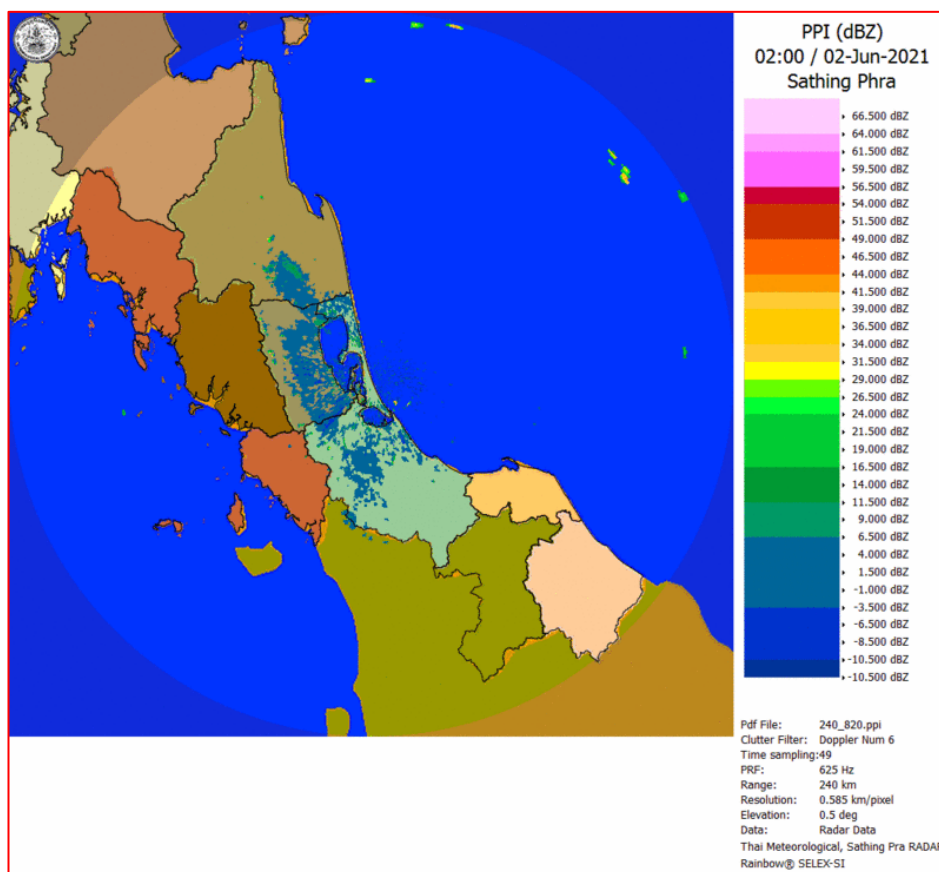 PPI (dBZ)
02:00 / 02-Jun-2021
Sathing Phra
66.500 dBZ
64.000 dBZ
61.500 dBZ
59.500 dBZ
56.500 dBZ
54.000 dBZ
51.500 dBZ
49.000 dBZ
46.500 dBZ
44.000 dBZ
41.500 dBZ
39.000 dBZ
36.500 dBZ
34.000 dBZ
31.500 dBZ
29.000 dBZ
26.500 dBZ
24.000 dBZ
21.500 dBZ
19.000 dBZ
16.500 dBZ
14.000 dBZ
11.500 dBZ
9.000 dBZ
6.500 dBZ
4.000 dBZ
1.500 dBZ
-1.000 dBZ
-3.500 dBZ
-6.500 dBZ
-8.500 dBZ
-10.500 dBZ
-10.500 dBZ
Pdf File: 240_820.ppi
Clutter Filter: Doppler Num 6
Time sampling:49
PRF: 625 Hz
Range: 240 km
Resolution: 0.585 km/pixel
Elevation: 0.5 deg
Data: Radar Data
Thai Meteorological, Sathing Pra RADAR
Rainbow® SELEX-SI